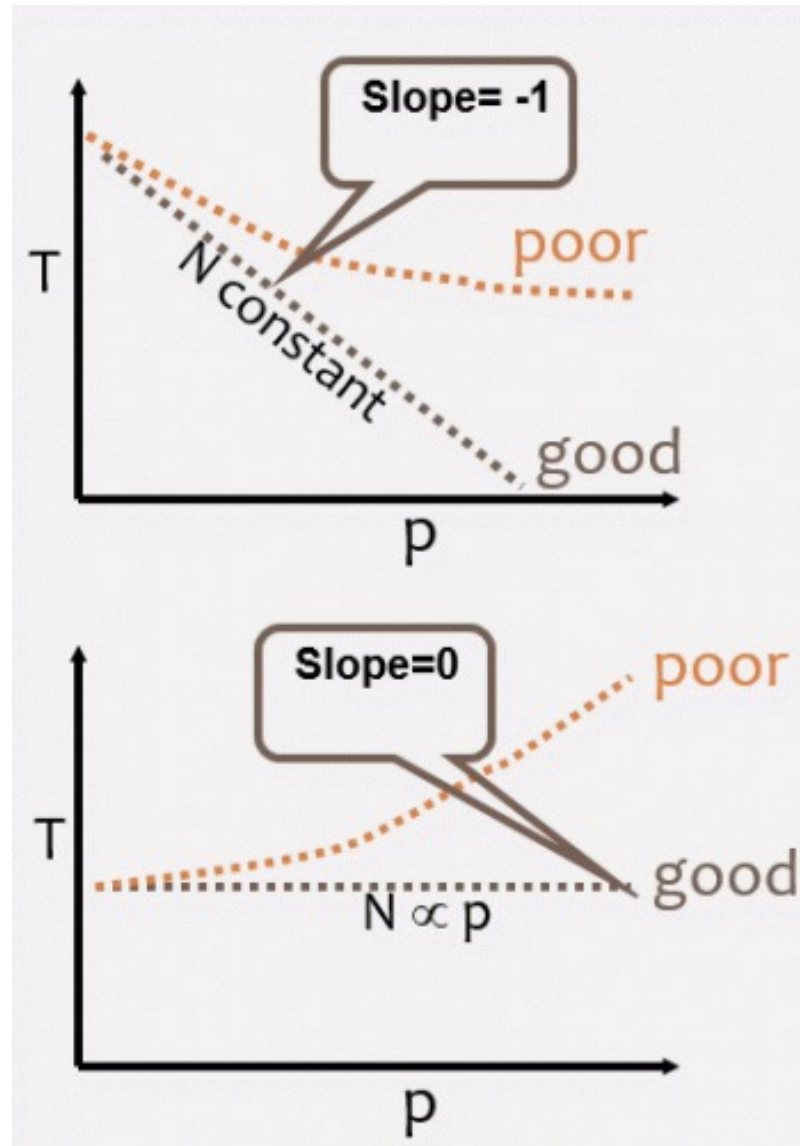 Slope= -1
poor
T
N constant
good
p
Slope=0
poor
T
good
N ∝ p
p